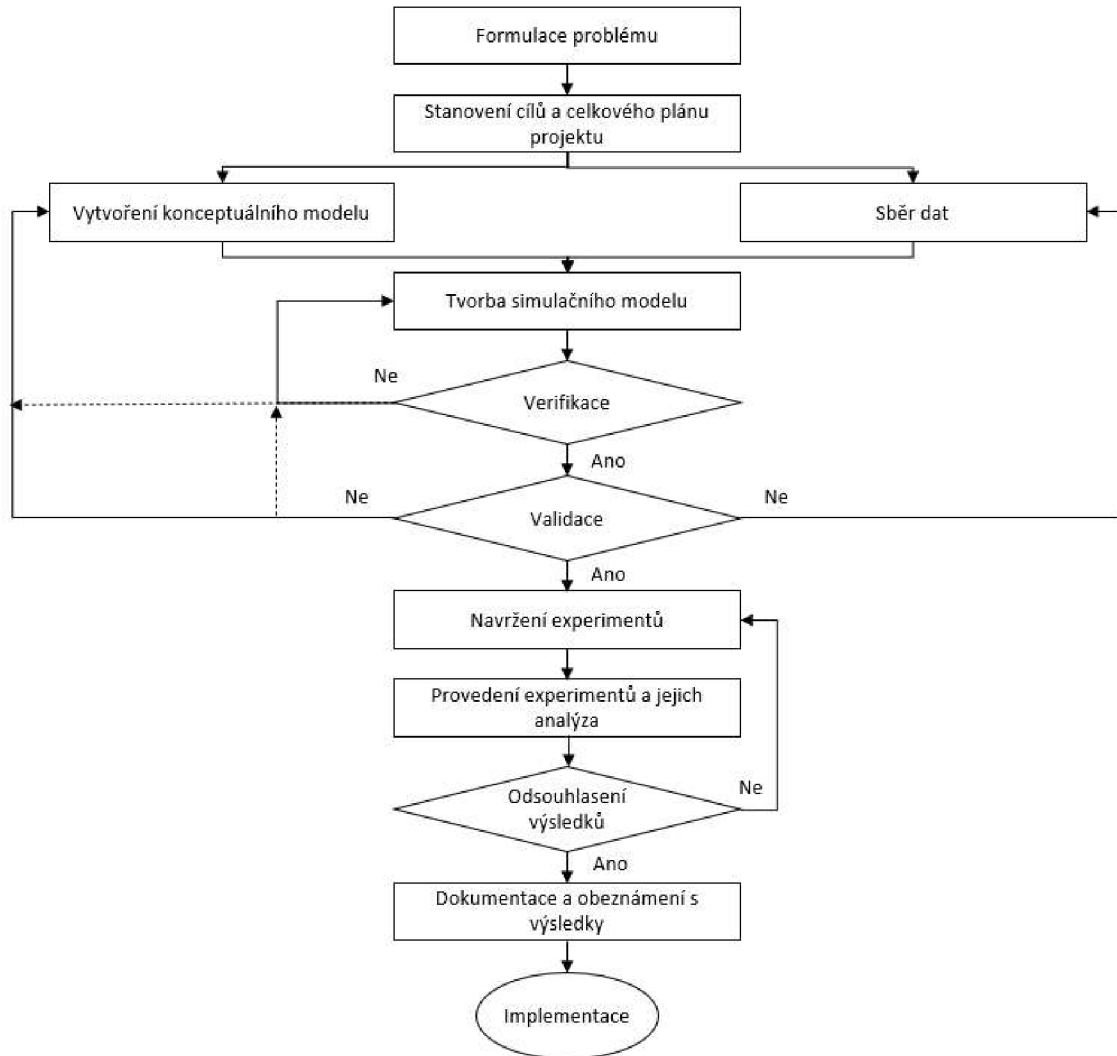 Formulace problému
Stanovení cílů a celkového plánu
projektu
Vytvoření konceptuálního modelu
Sběr dat
Tvorba simulačního modelu
Ne
Verifikace
Ano
Ne
Ne
Validace
Ano
Navržení experimentů
Provedení experimentů a jejich
analýza
Ne
Odsouhlasení
výsledků
Ano
Dokumentace a obeznámení s
výsledky
Implementace